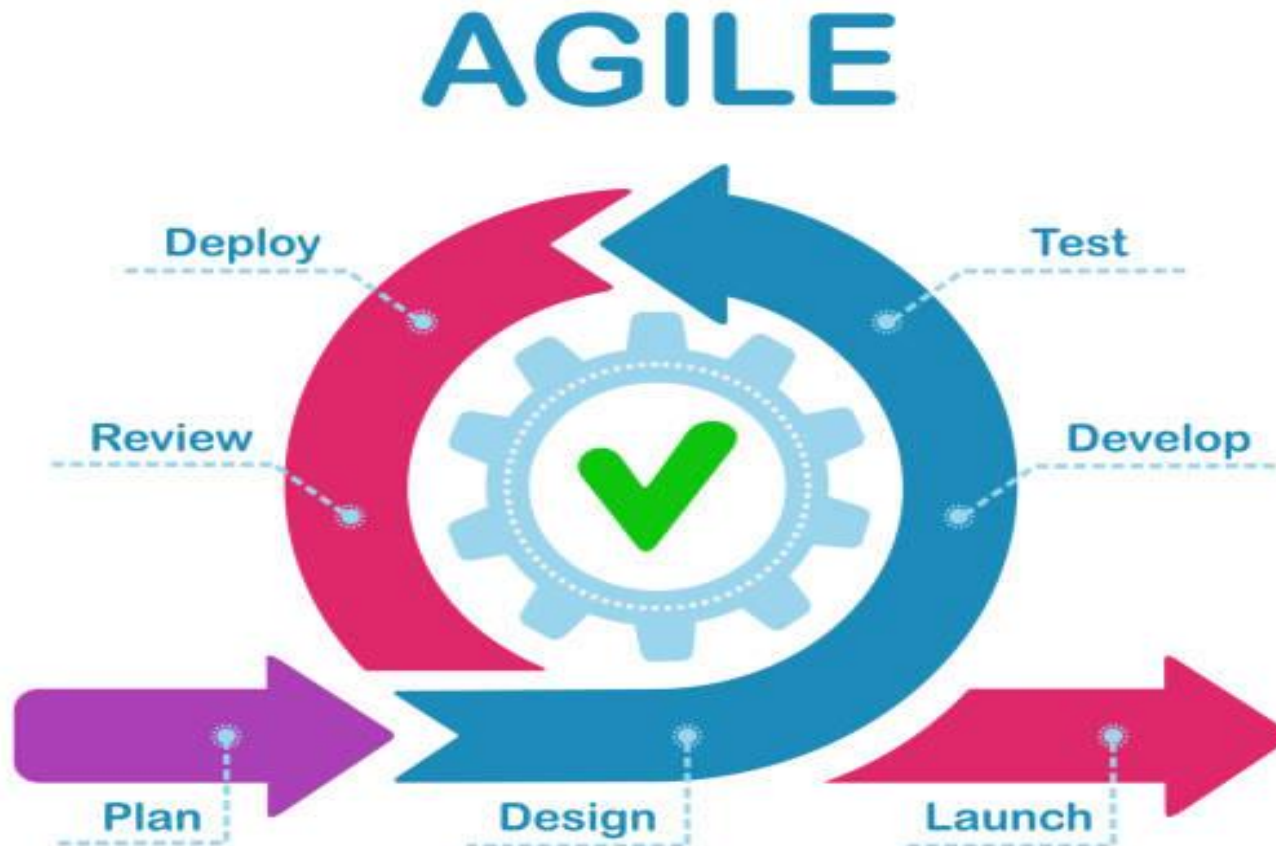 AGILE
Deploy
Test
Review
Develop
Plan
Design
Launch